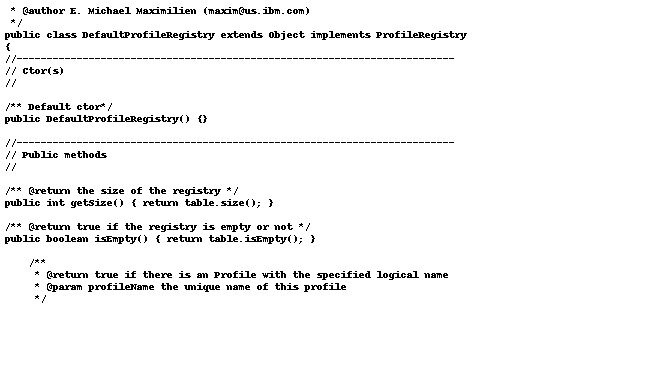 * @author E. Michael Maximilien (maxim@us.ibm.com)
*/
public class DefaultProfileRegistry extends Object implements ProfileRegistry
{
//-------------------------------------------------------------------------
// Ctor(s)
//
/** Default ctor*/
public DefaultProfileRegistry() {}
//-------------------------------------------------------------------------
// Public methods
//
/** @return the size of the registry */
public int getSize() { return table.size(); }
/** @return true if the registry is empty or not */
public boolean isEmpty() { return table.isEmpty(); }
/**
* @return true if there is an Profile with the specified logical name
* @param profileName the unique name of this profile
*/